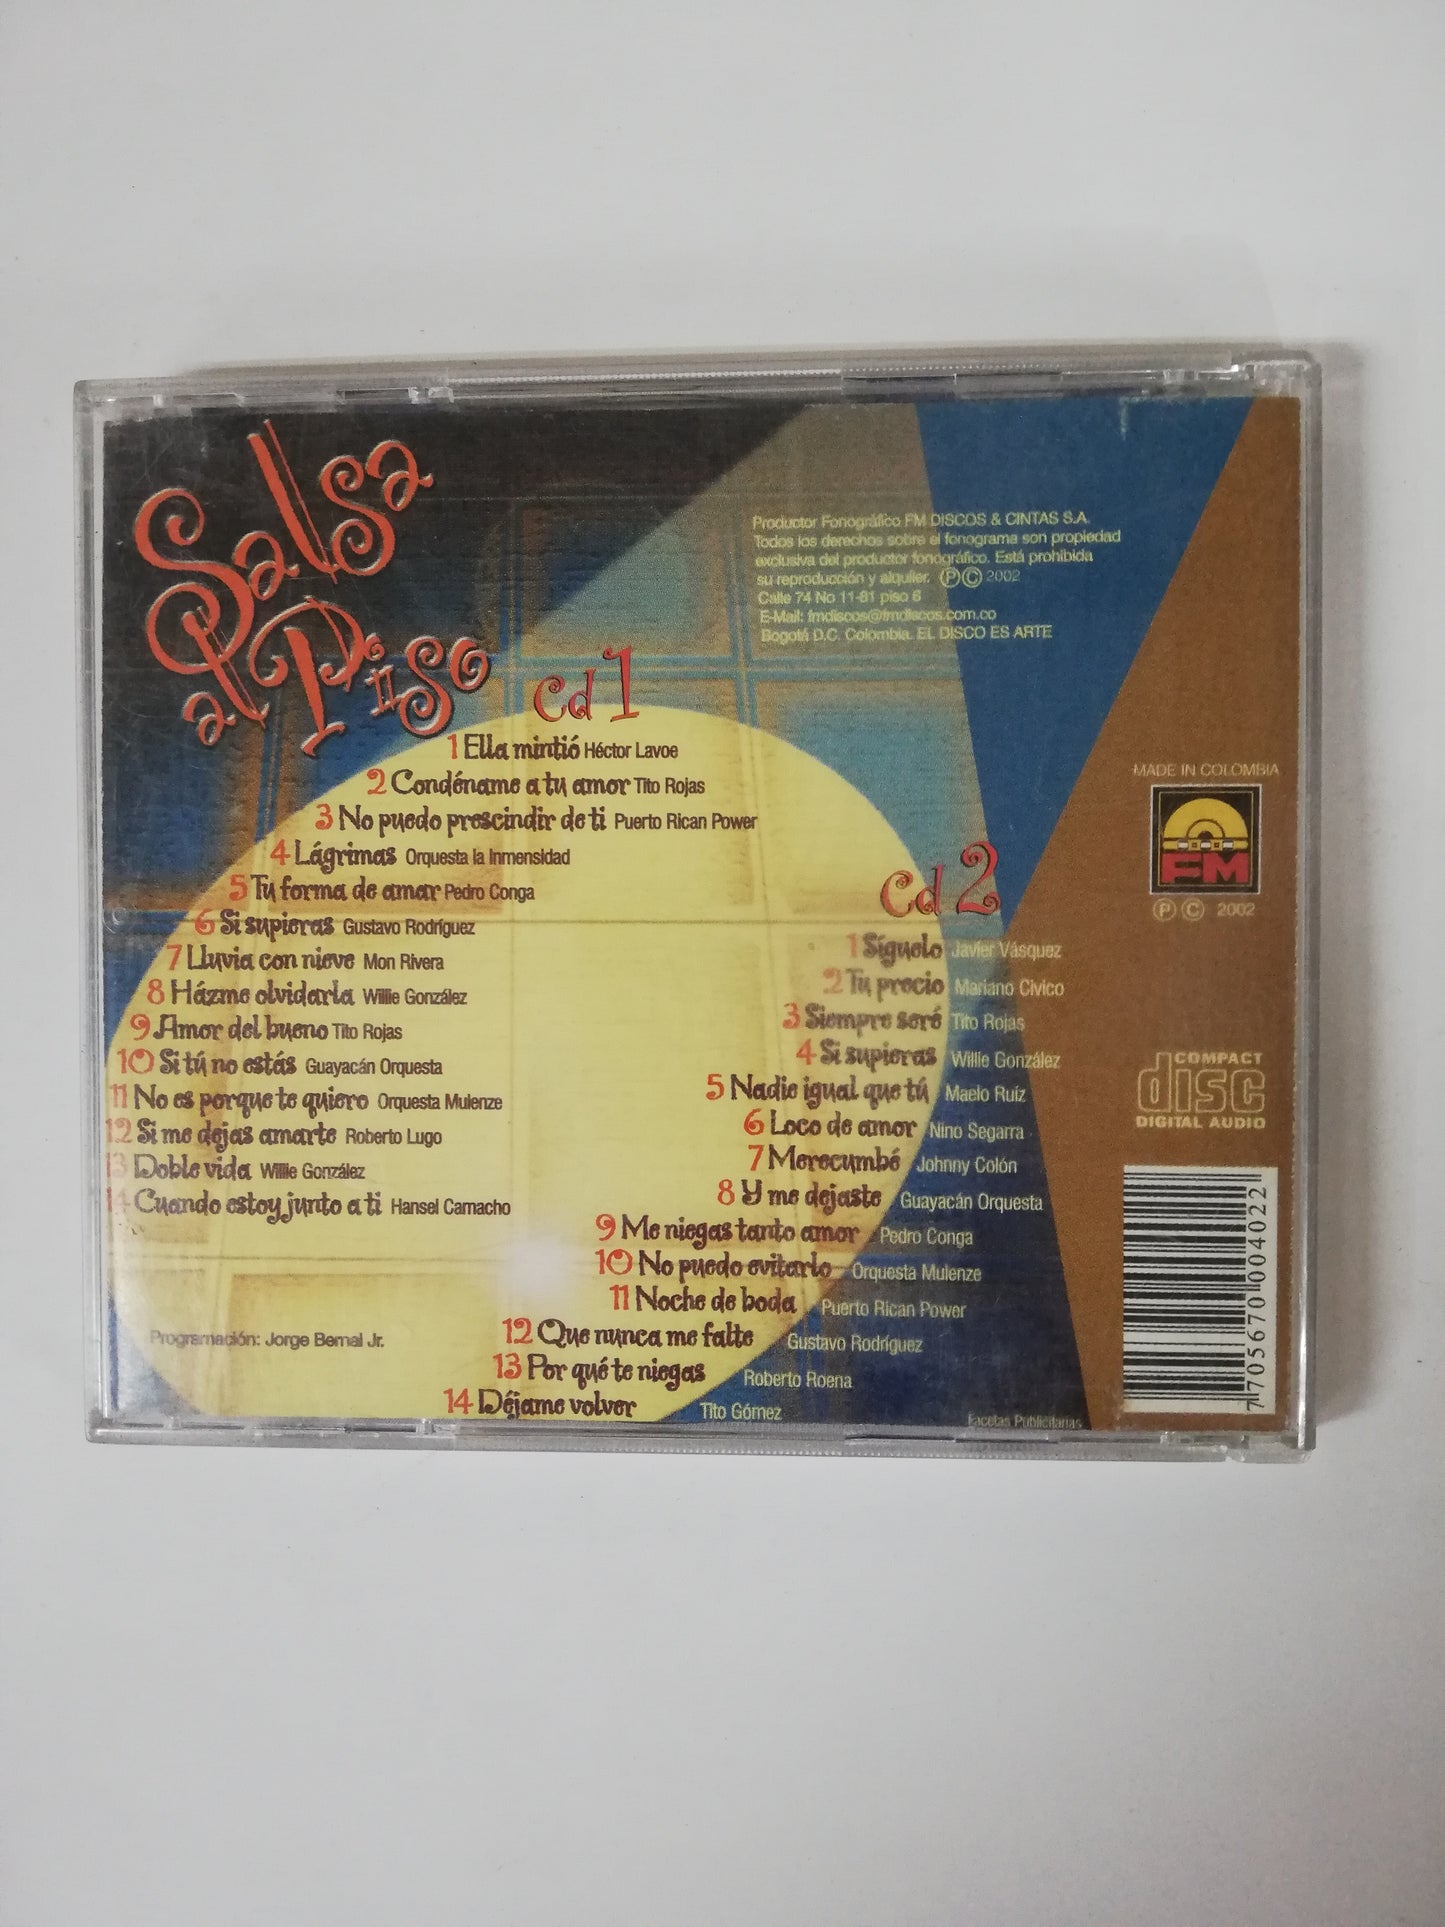 Salsa
al Piso
Productor Fonográfico FM DISCOS & CINTAS S.A.
Todos los derechos sobre el fonograma son propiedad
exclusiva del productor fonográfico. Está prohibida
su reproducción y alquiler. Ⓟ Ⓒ 2002
Calle 74 No 11-81 piso 6
E-Mail: fmdiscos@fmdiscos.com.co
Bogotá D.C. Colombia. EL DISCO ES ARTE
Cd 1
1 Ella mintió Héctor Lavoe
2 Condéname a tu amor Tito Rojas
3 No puedo prescindir de ti Puerto Rican Power
4 Lágrimas Orquesta la Inmensidad
5 Tu forma de amar Pedro Conga
6 Si supieras Gustavo Rodríguez
7 Lluvia con nieve Mon Rivera
8 Házme olvidarla Willie González
9 Amor del bueno Tito Rojas
10 Si tú no estás Guayacán Orquesta
11 No es porque te quiero Orquesta Mulenze
12 Si me dejas amarte Roberto Lugo
13 Doble vida Willie González
14 Cuando estoy junto a ti Hansel Camacho
Programación: Jorge Bernal Jr.
Cd 2
1 Síguelo Javier Vásquez
2 Tu precio Mariano Civico
3 Siempre seré Tito Rojas
4 Si supieras Willie González
5 Nadie igual que tú Maelo Ruíz
6 Loco de amor Nino Segarra
7 Merecumbé Johnny Colón
8 Y me dejaste Guayacán Orquesta
9 Me niegas tanto amor Pedro Conga
10 No puedo evitarlo Orquesta Mulenze
11 Noche de boda Puerto Rican Power
12 Que nunca me falte Gustavo Rodríguez
13 Por qué te niegas Roberto Roena
14 Déjame volver Tito Gómez
Facetas Publicitarias
MADE IN COLOMBIA
FM
Ⓟ Ⓒ 2002
COMPACT
disc
DIGITAL AUDIO
7 705670 004022